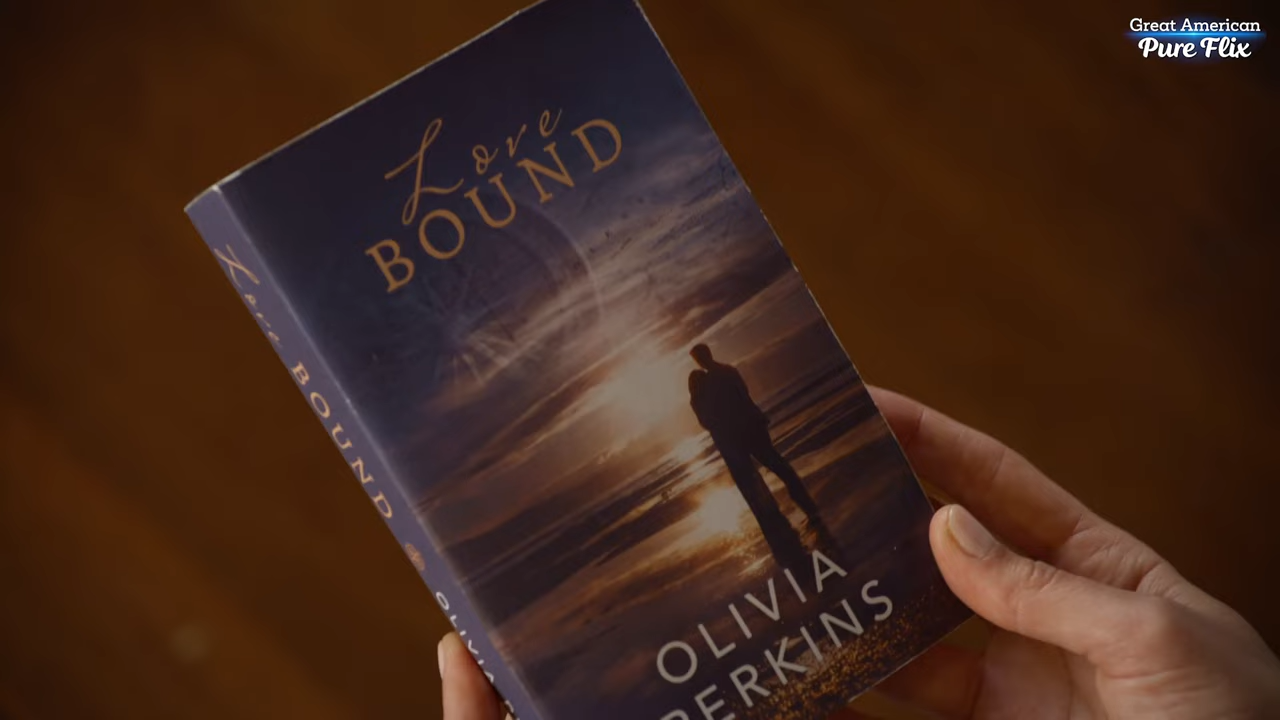 Great American
Pure Flix
Love
BOUND
Love BOUND
OLIVIA
PERKINS